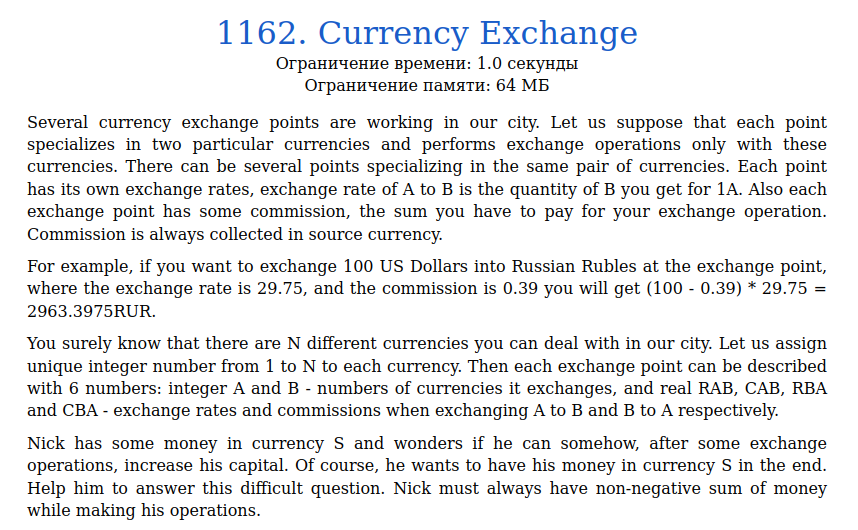 1162. Currency Exchange
Ограничение времени: 1.0 секунды
Ограничение памяти: 64 МБ
Several currency exchange points are working in our city. Let us suppose that each point
specializes in two particular currencies and performs exchange operations only with these
currencies. There can be several points specializing in the same pair of currencies. Each point
has its own exchange rates, exchange rate of A to B is the quantity of B you get for 1A. Also each
exchange point has some commission, the sum you have to pay for your exchange operation.
Commission is always collected in source currency.
For example, if you want to exchange 100 US Dollars into Russian Rubles at the exchange point,
where the exchange rate is 29.75, and the commission is 0.39 you will get (100 - 0.39) * 29.75 =
2963.3975RUR.
You surely know that there are N different currencies you can deal with in our city. Let us assign
unique integer number from 1 to N to each currency. Then each exchange point can be described
with 6 numbers: integer A and B - numbers of currencies it exchanges, and real RAB, CAB, RBA
and CBA - exchange rates and commissions when exchanging A to B and B to A respectively.
Nick has some money in currency S and wonders if he can somehow, after some exchange
operations, increase his capital. Of course, he wants to have his money in currency S in the end.
Help him to answer this difficult question. Nick must always have non-negative sum of money
while making his operations.